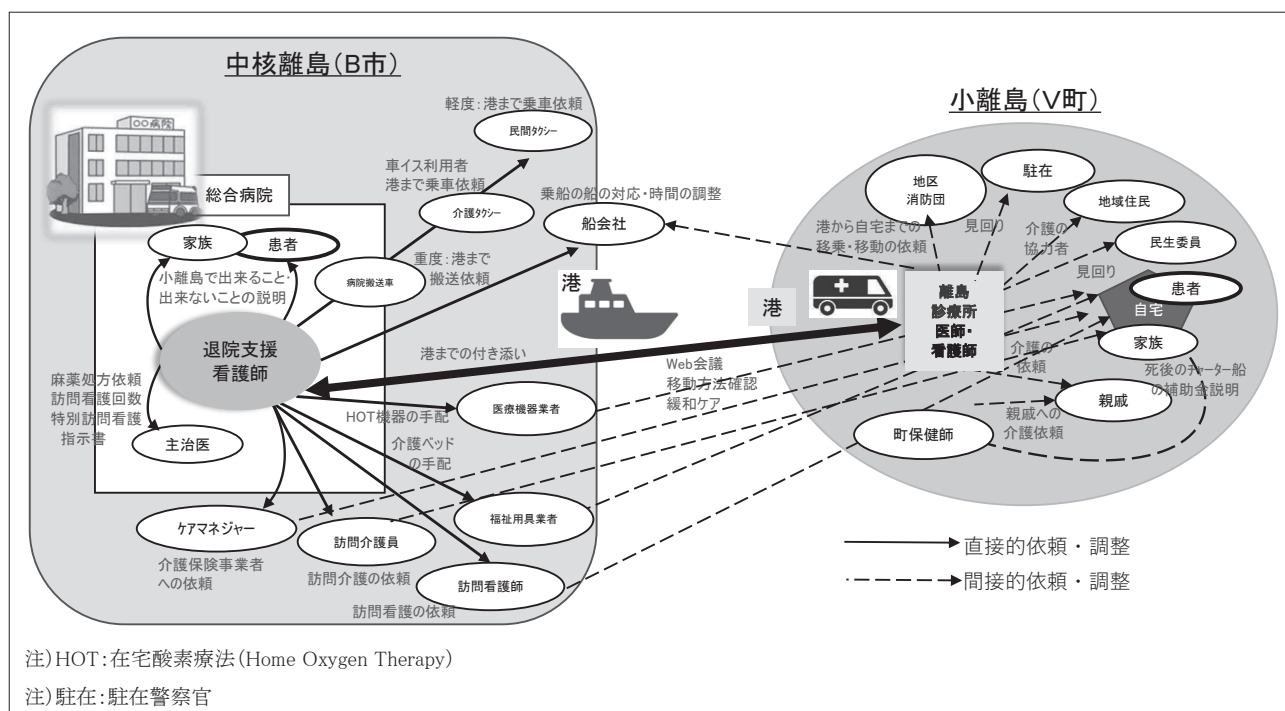 中核離島(B市)
小離島(V町)
○○病院
総合病院
家族
患者
小離島で出来ること・
出来ないことの説明
退院支援
看護師
麻薬処方依頼
訪問看護回数
特別訪問看護
指示書
主治医
軽度:港まで乗車依頼
民間タクシー
車イス利用者
港まで乗車依頼
介護タクシー
病院搬送車
重度:港まで
搬送依頼
乗船の船の対応・時間の調整
船会社
港
港
港までの付き添い
HOT機器の手配
医療機器業者
介護ベッド
の手配
福祉用具業者
ケアマネジャー
介護保険事業者
への依頼
訪問介護員
訪問介護の依頼
訪問看護師
訪問看護の依頼
Web会議
移動方法確認
緩和ケア
地区
消防団
駐在
地域住民
民生委員
港から自宅までの
移乗・移動の依頼
見回り
介護の
協力者
見回り
離島
診療所
医師・
看護師
患者
自宅
家族
介護の
依頼
死後のチャーター船
の補助金説明
親戚
親戚への
介護依頼
町保健師
直接的依頼・調整
間接的依頼・調整
注)HOT:在宅酸素療法(Home Oxygen Therapy)
注)駐在:駐在警察官